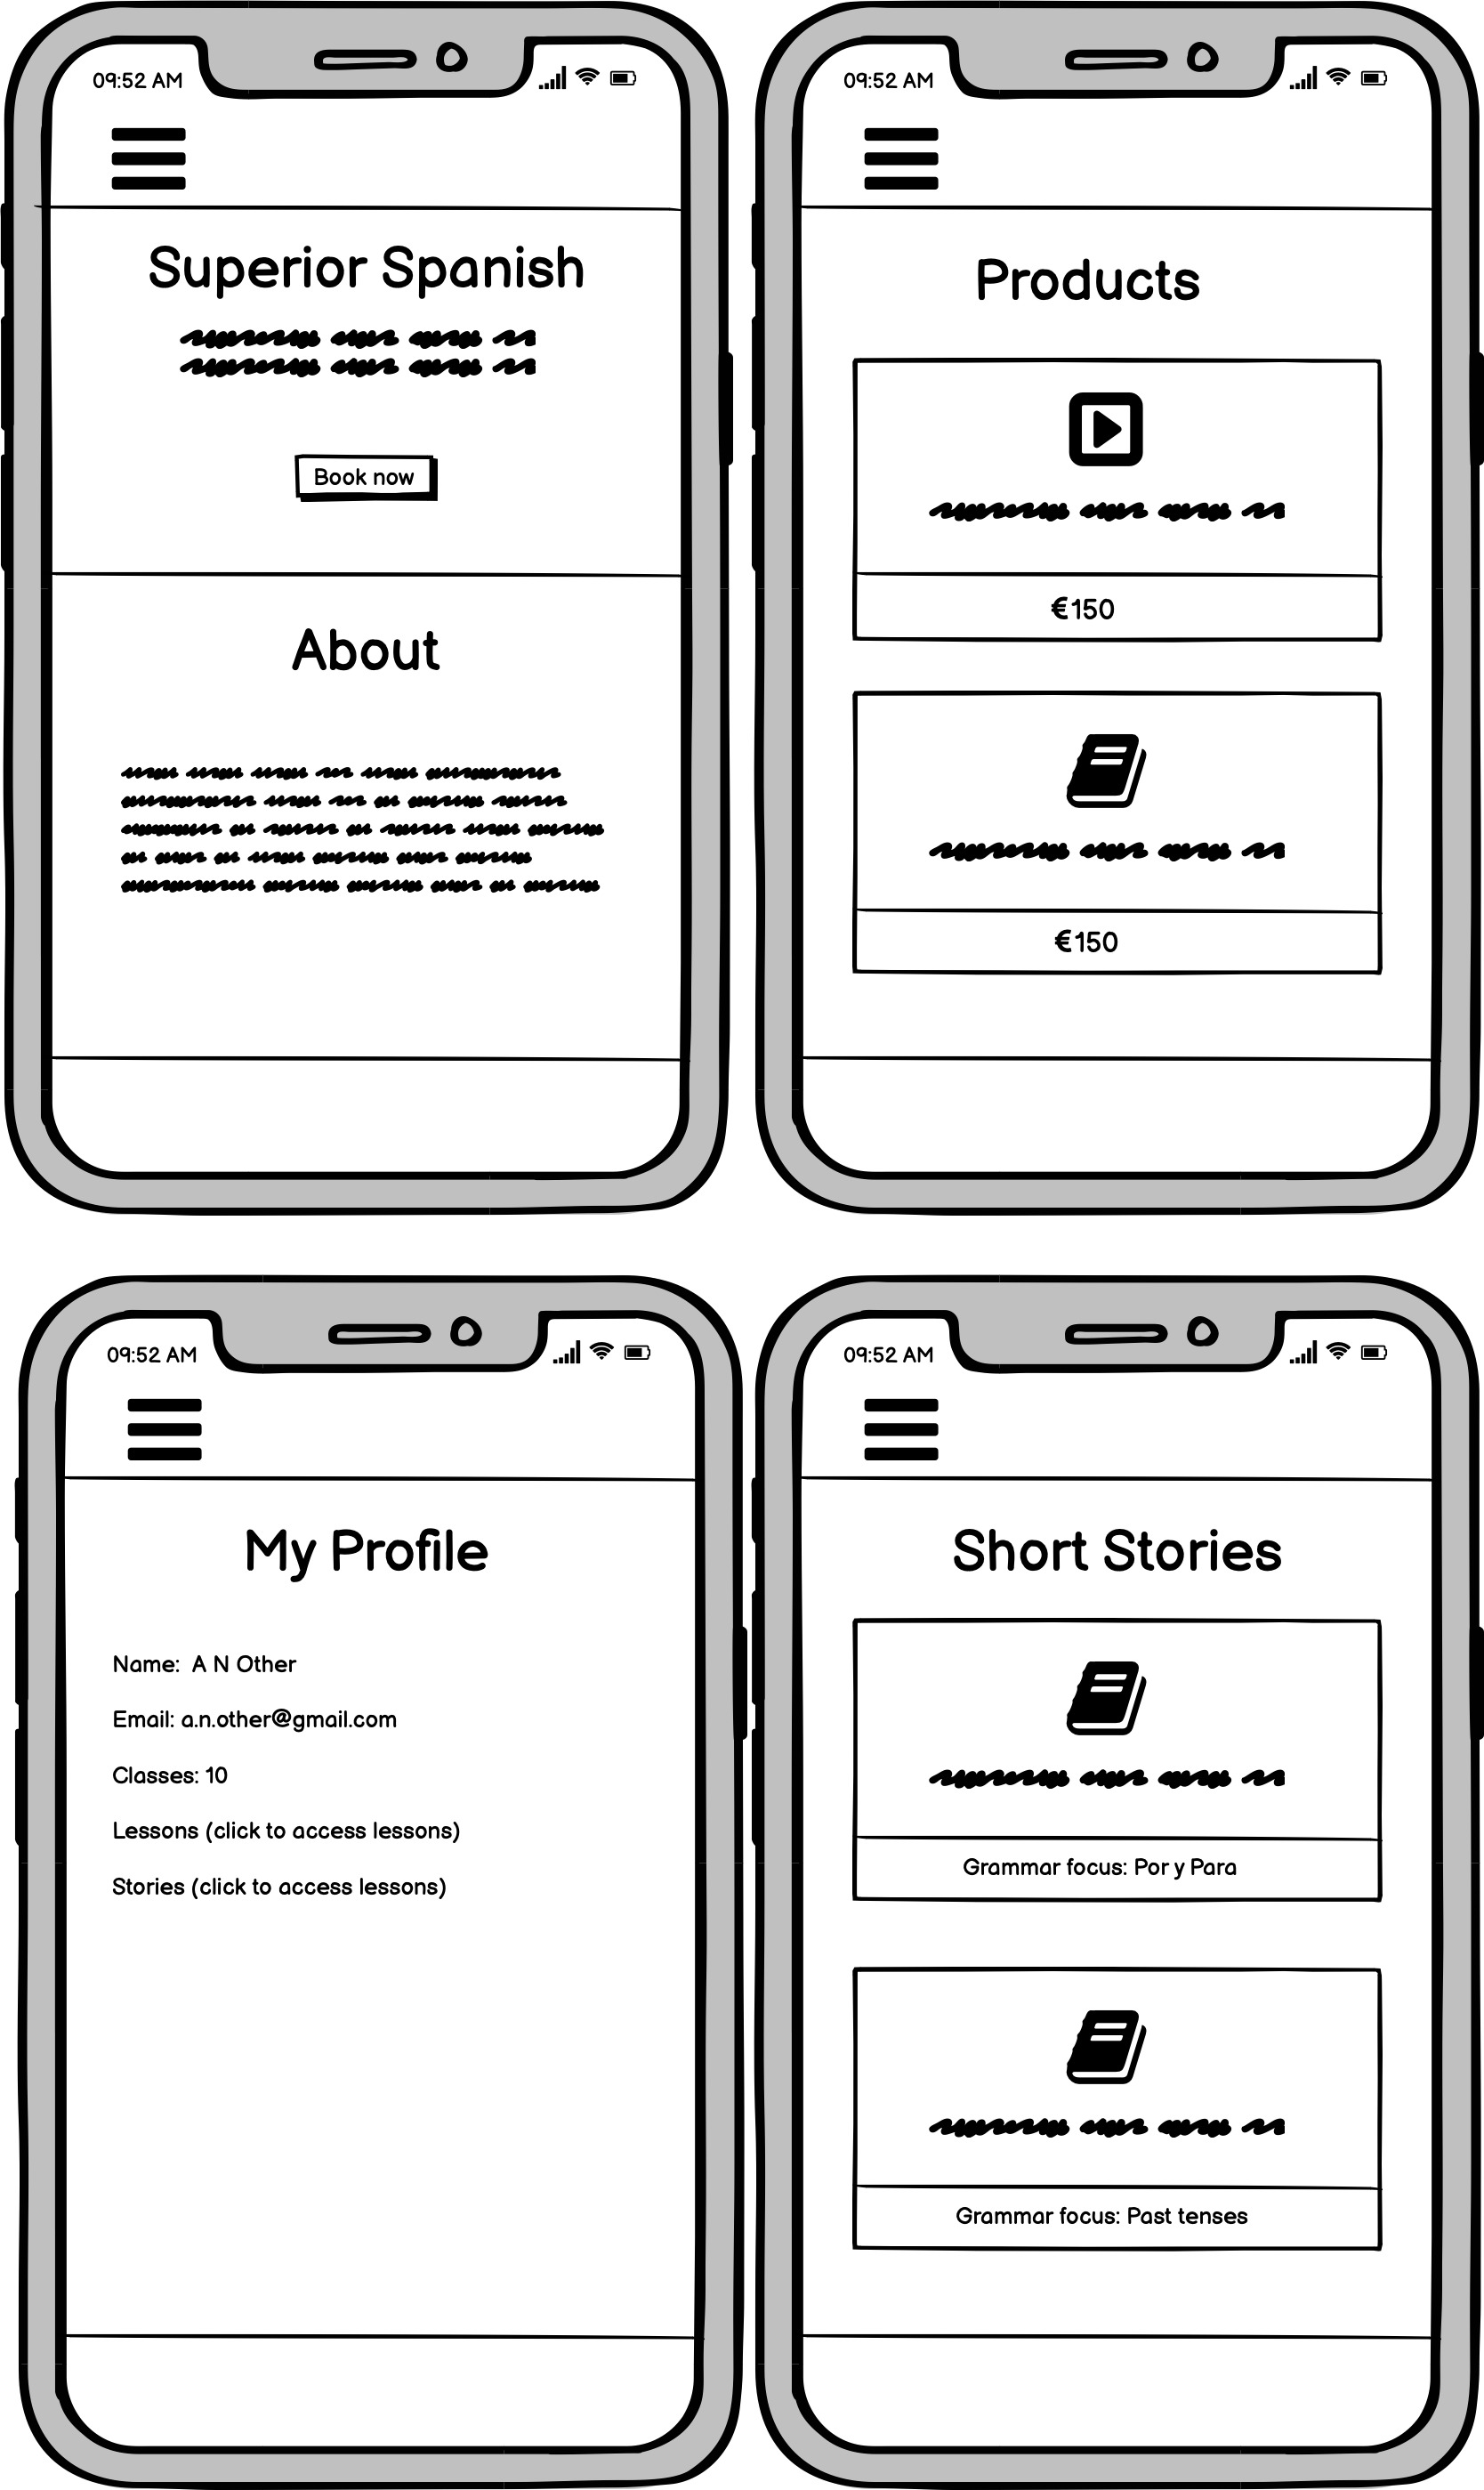 09:52 AM
Superior Spanish
Book now
About
09:52 AM
Products
€150
€150
09:52 AM
My Profile
Name: A N Other
Email: a.n.other@gmail.com
Classes: 10
Lessons (click to access lessons)
Stories (click to access lessons)
09:52 AM
Short Stories
Grammar focus: Por y Para
Grammar focus: Past tenses